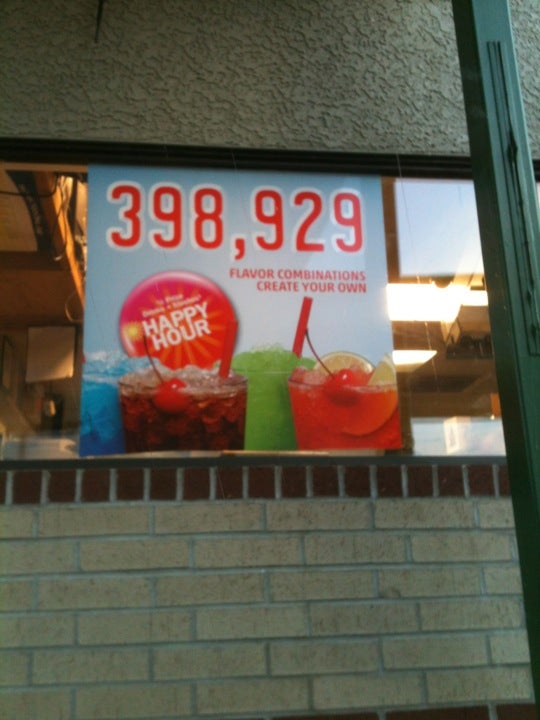 398,929
FLAVOR COMBINATIONS
CREATE YOUR OWN
HAPPY
HOUR